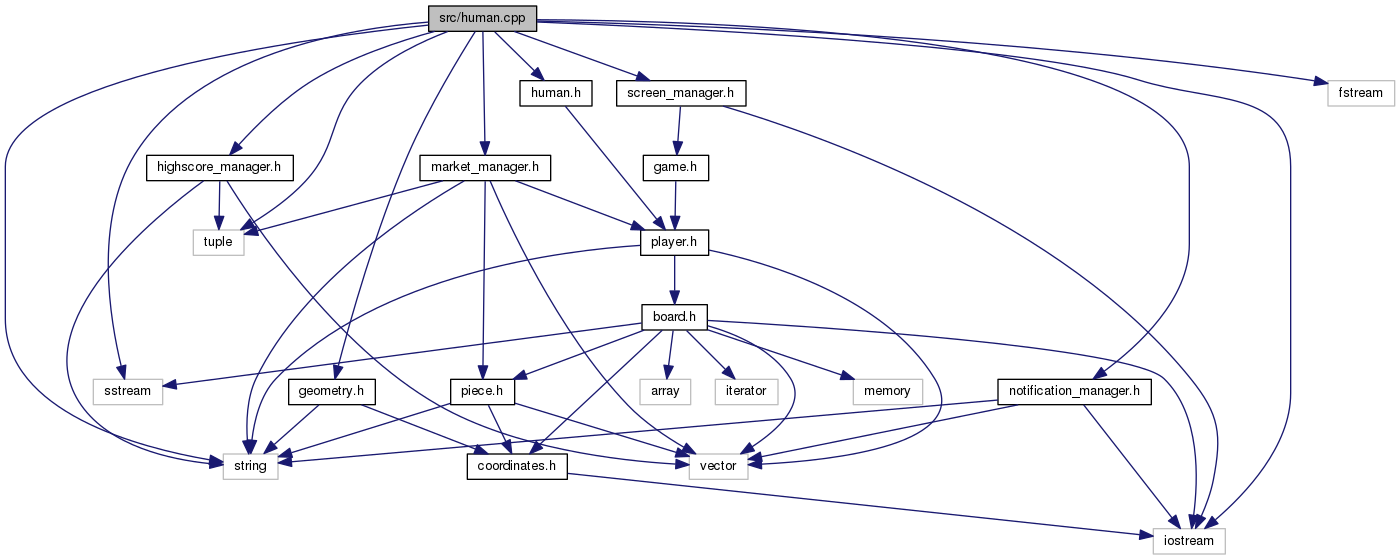 src/human.cpp
human.h
screen_manager.h
fstream
highscore_manager.h
market_manager.h
game.h
tuple
player.h
board.h
sstream
geometry.h
piece.h
array
iterator
memory
notification_manager.h
string
coordinates.h
vector
iostream